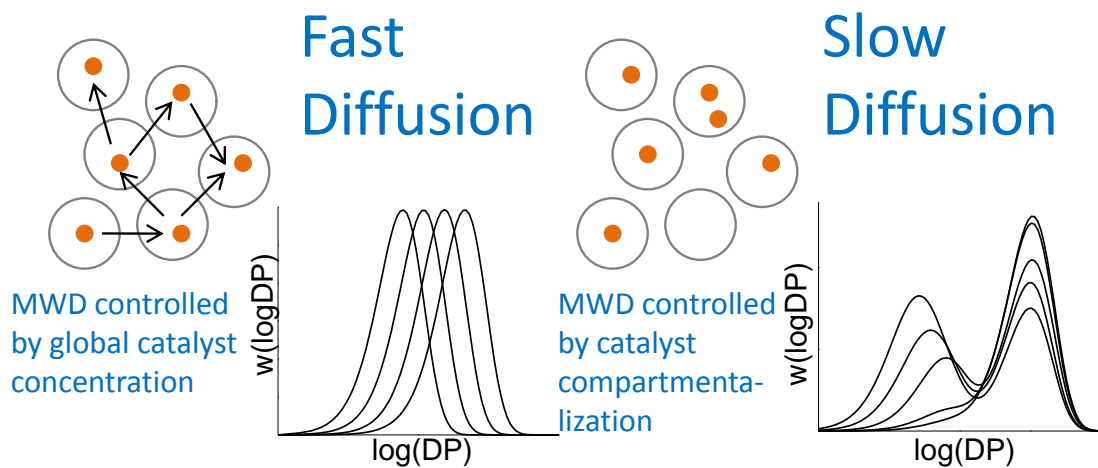 Fast
Diffusion
MWD controlled
by global catalyst
concentration
w(logDP)
log(DP)
Slow
Diffusion
MWD controlled
by catalyst
compartmenta-
lization
w(logDP)
log(DP)